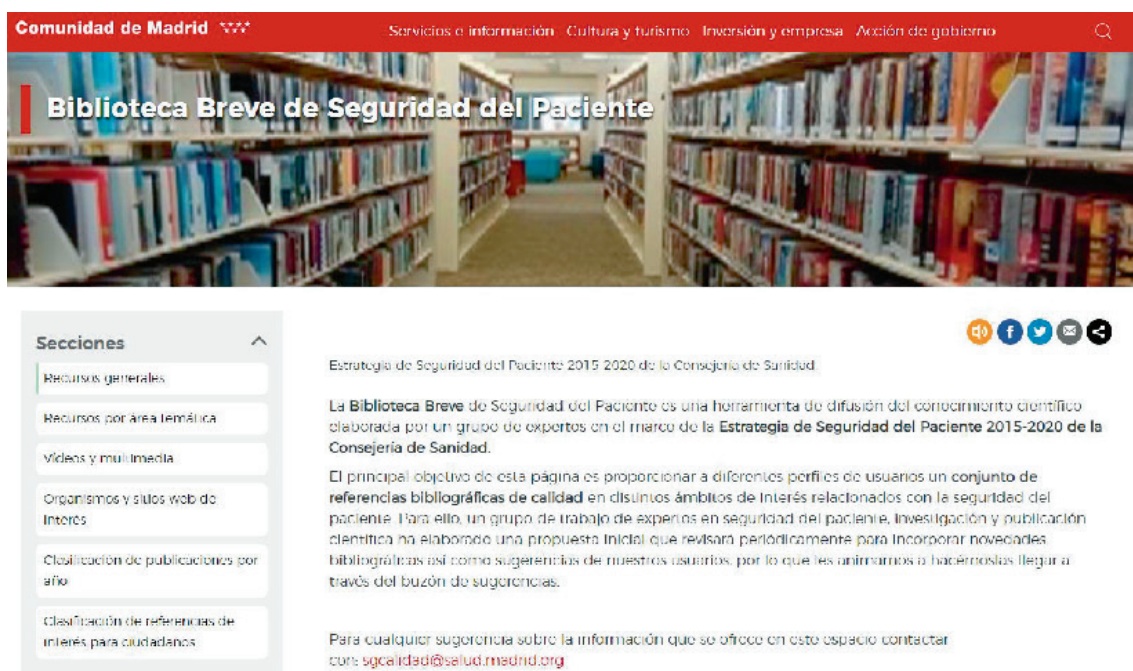 Comunidad de Madrid
Servicios e información Cultura y turismo Inversión y empresa Acción de gobierno
Biblioteca Breve de Seguridad del Paciente
Secciones
Recursos generales
Recursos por área temática
Vídeos y multimedia
Organismos y sitios web de
interés
Clasificación de publicaciones por
año
Clasificación de referencias de
interés para ciudadanos
Estrategia de Seguridad del Paciente 2015-2020 de la Consejería de Sanidad
La Biblioteca Breve de Seguridad del Paciente es una herramienta de difusión del conocimiento científico
elaborada por un grupo de expertos en el marco de la Estrategia de Seguridad del Paciente 2015-2020 de la
Consejería de Sanidad.
El principal objetivo de esta página es proporcionar a diferentes perfiles de usuarios un conjunto de
referencias bibliográficas de calidad en distintos ámbitos de interés relacionados con la seguridad del
paciente. Para ello, un grupo de trabajo de expertos en seguridad del paciente, investigación y publicación
científica ha elaborado una propuesta inicial que revisará periódicamente para incorporar novedades
bibliográficas así como sugerencias de nuestros usuarios, por lo que les animamos a hacérnoslas llegar a
través del buzón de sugerencias.
Para cualquier sugerencia sobre la información que se ofrece en este espacio contactar
con: sgcalidad@salud.madrid.org